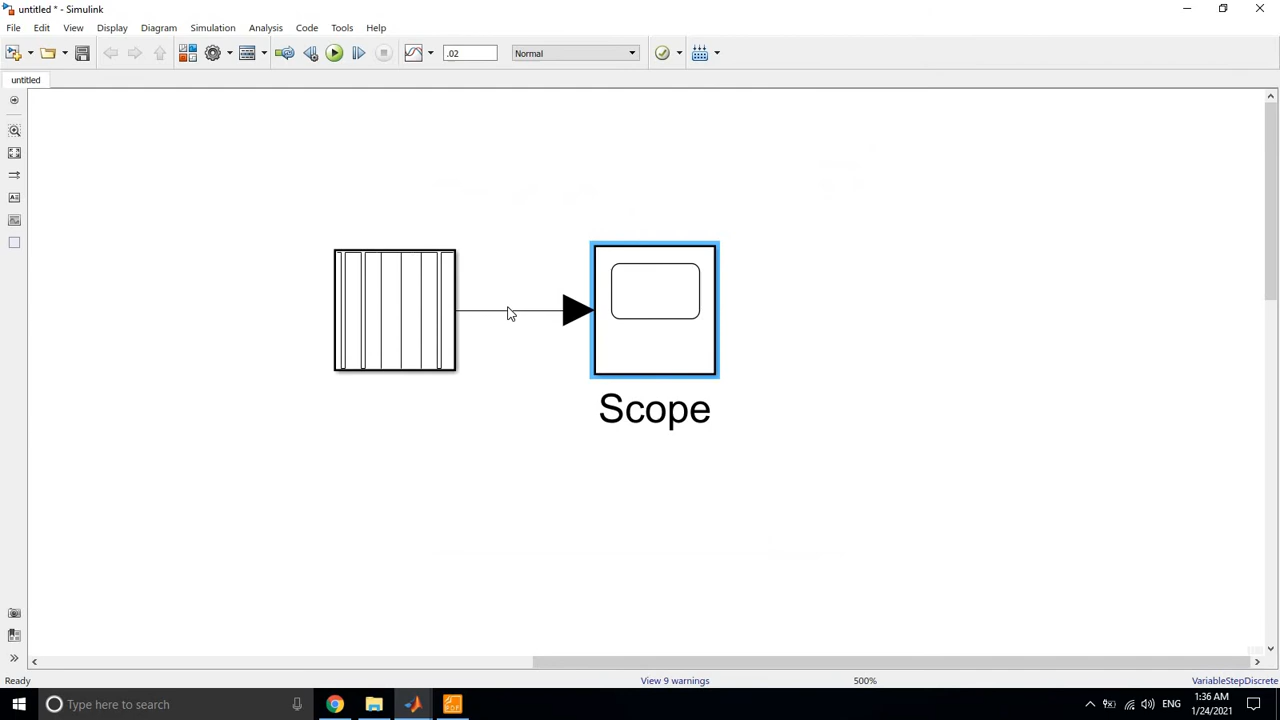 untitled * - Simulink
File Edit View Display Diagram Simulation Analysis Code Tools Help
.02 Normal
untitled
Scope
Ready View 9 warnings 500% VariableStepDiscrete
Type here to search PDF ENG 1:36 AM
1/24/2021